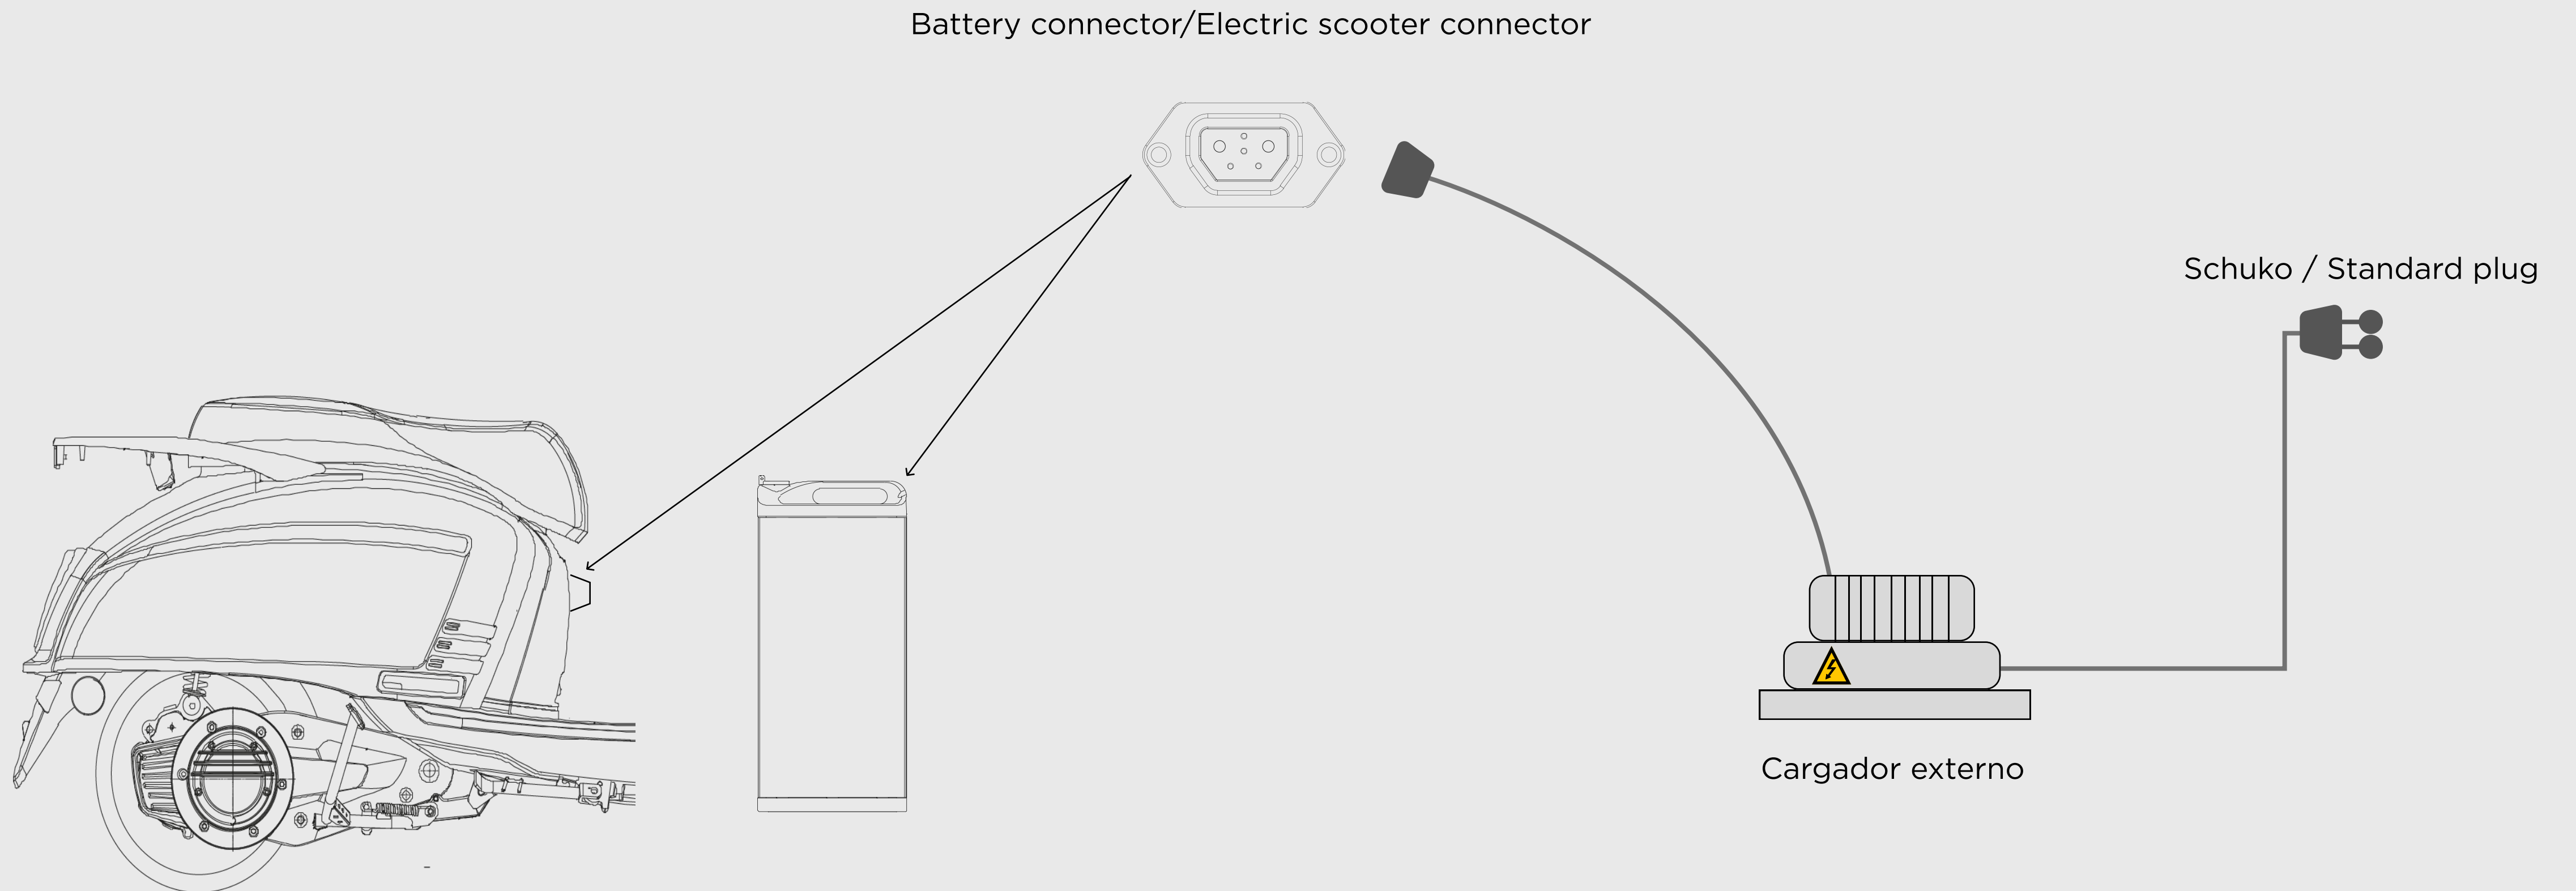 Battery connector/Electric scooter connector
Schuko / Standard plug
Cargador externo